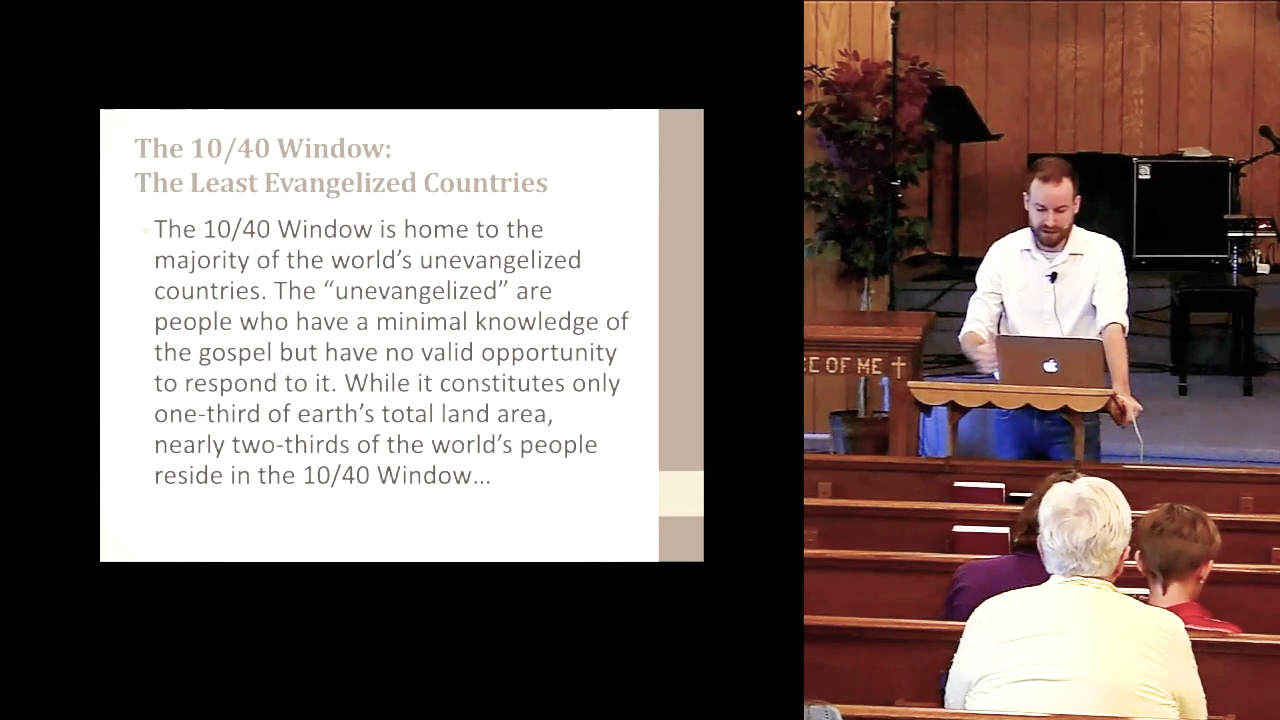 The 10/40 Window:
The Least Evangelized Countries
The 10/40 Window is home to the
majority of the world’s unevangelized
countries. The “unevangelized” are
people who have a minimal knowledge of
the gospel but have no valid opportunity
to respond to it. While it constitutes only
one-third of earth’s total land area,
nearly two-thirds of the world’s people
reside in the 10/40 Window...
CE OF ME